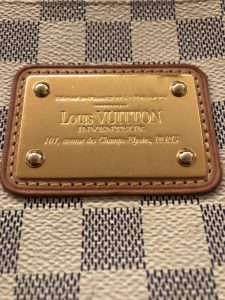 LOUIS VUITTON
INVENTEUR
101, avenue des Champs-Elysées, PARIS